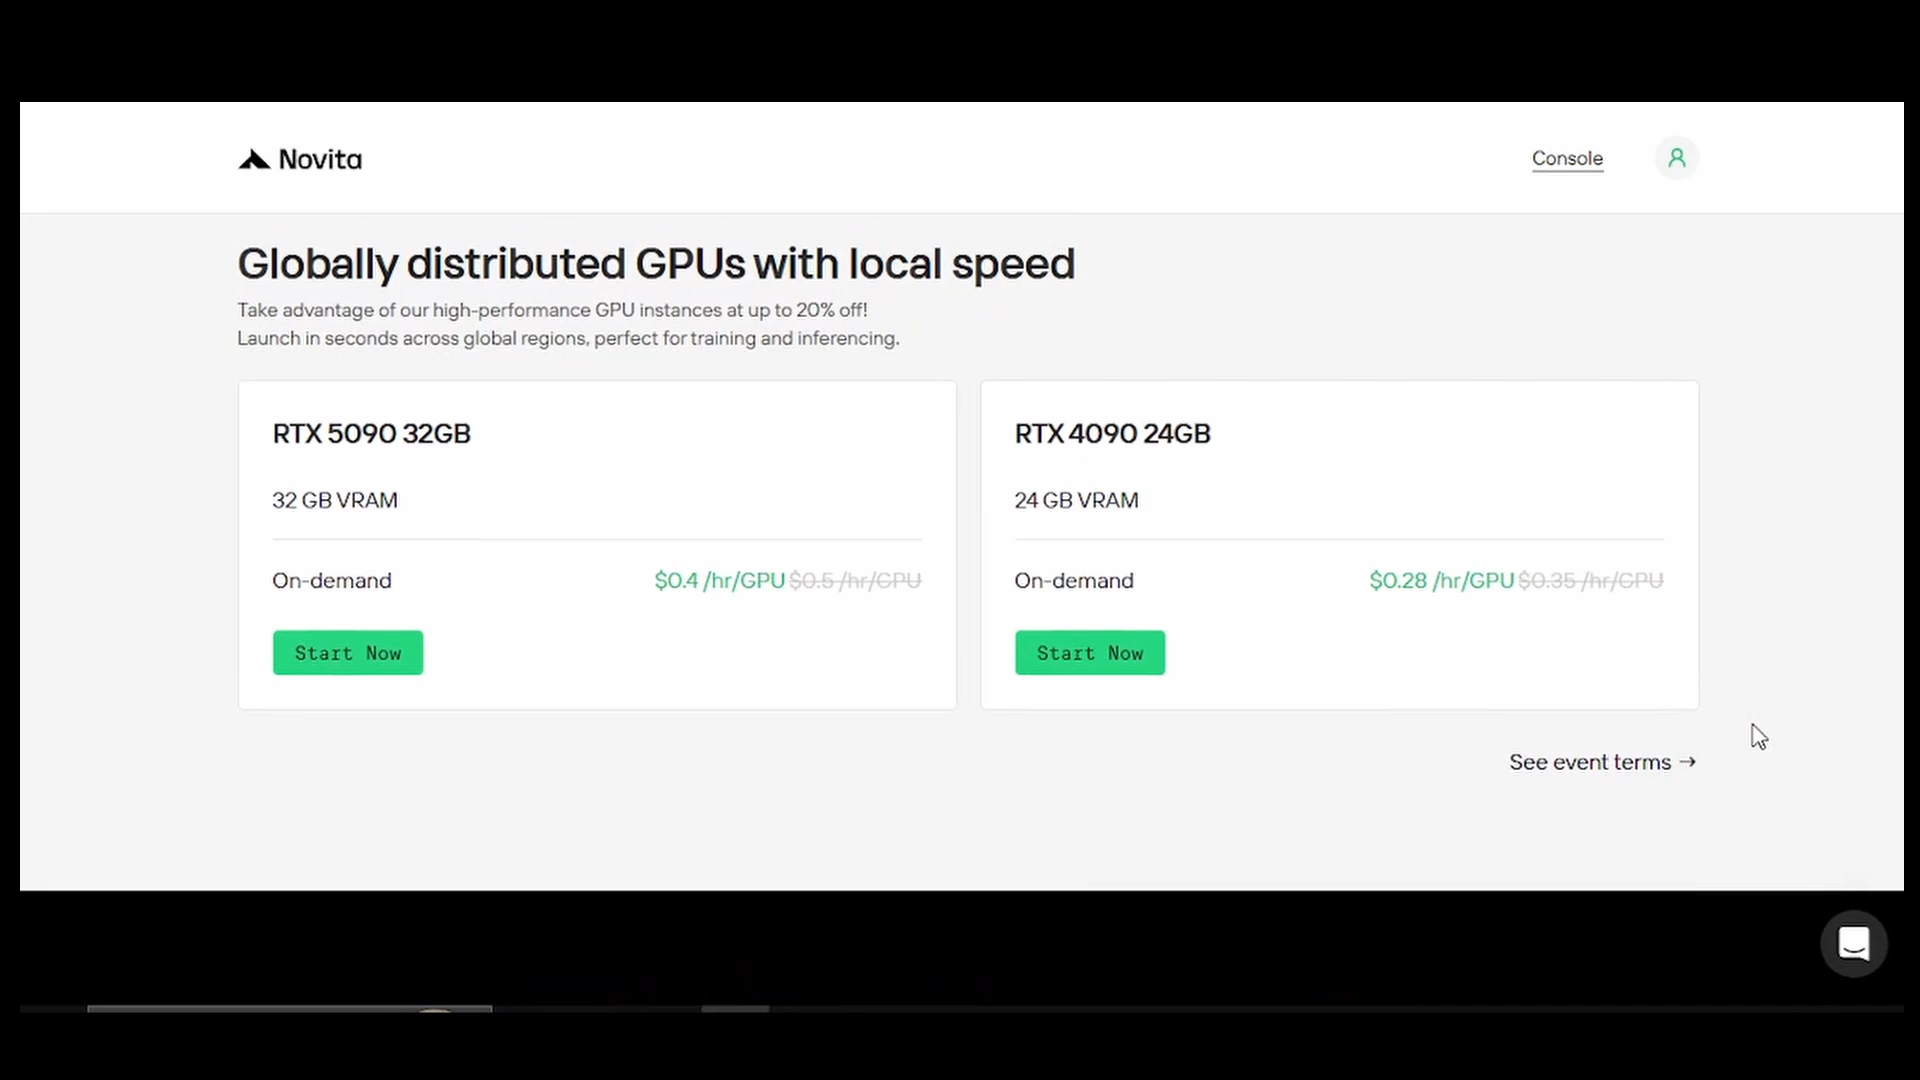 Novita
Console
Globally distributed GPUs with local speed
Take advantage of our high-performance GPU instances at up to 20% off!
Launch in seconds across global regions, perfect for training and inferencing.
RTX 5090 32GB
32 GB VRAM
On-demand $0.4 /hr/GPU $0.5 /hr/GPU
Start Now
RTX 4090 24GB
24 GB VRAM
On-demand $0.28 /hr/GPU $0.35 /hr/GPU
Start Now
See event terms →